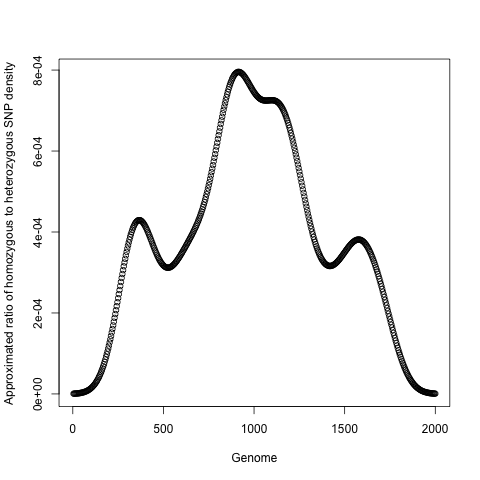 Approximated ratio of homozygous to heterozygous SNP density
8e-04
6e-04
4e-04
2e-04
0e+00
0
500
1000
1500
2000
Genome